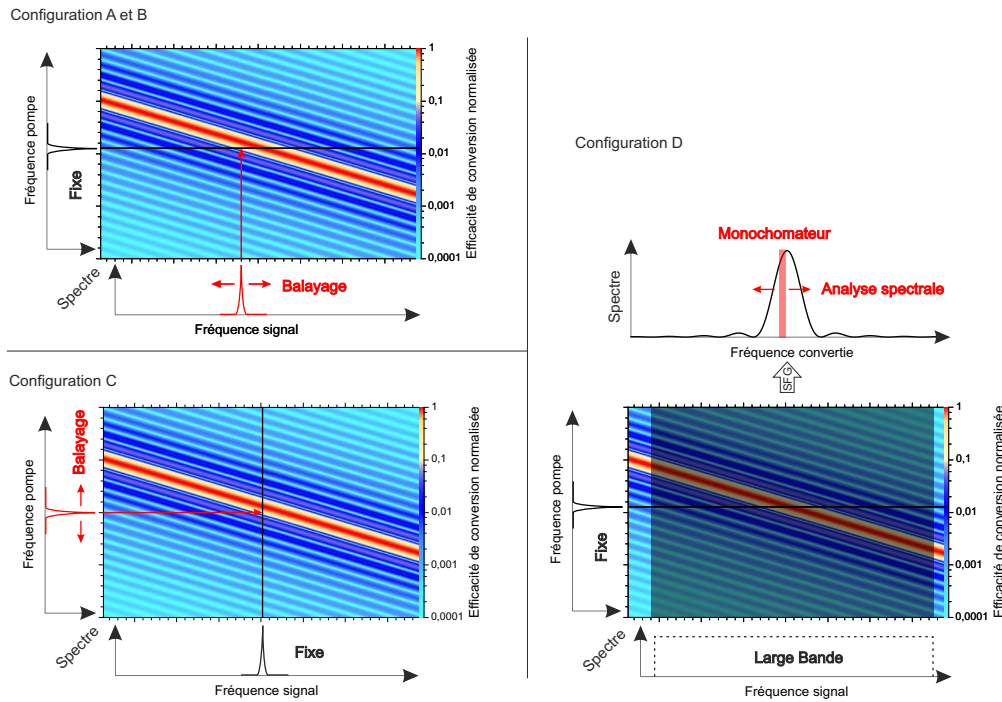 Configuration A et B
Fréquence pompe
Fixe
1
0,1
0,01
0,001
0,0001
Efficacité de conversion normalisée
Spectre
Balayage
Fréquence signal
Configuration C
Fréquence pompe
Balayage
1
0,1
0,01
0,001
0,0001
Efficacité de conversion normalisée
Spectre
Fixe
Fréquence signal
Configuration D
Spectre
Monochomateur
Analyse spectrale
Fréquence convertie
SFG
Fréquence pompe
Fixe
1
0,1
0,01
0,001
0,0001
Efficacité de conversion normalisée
Spectre
Large Bande
Fréquence signal